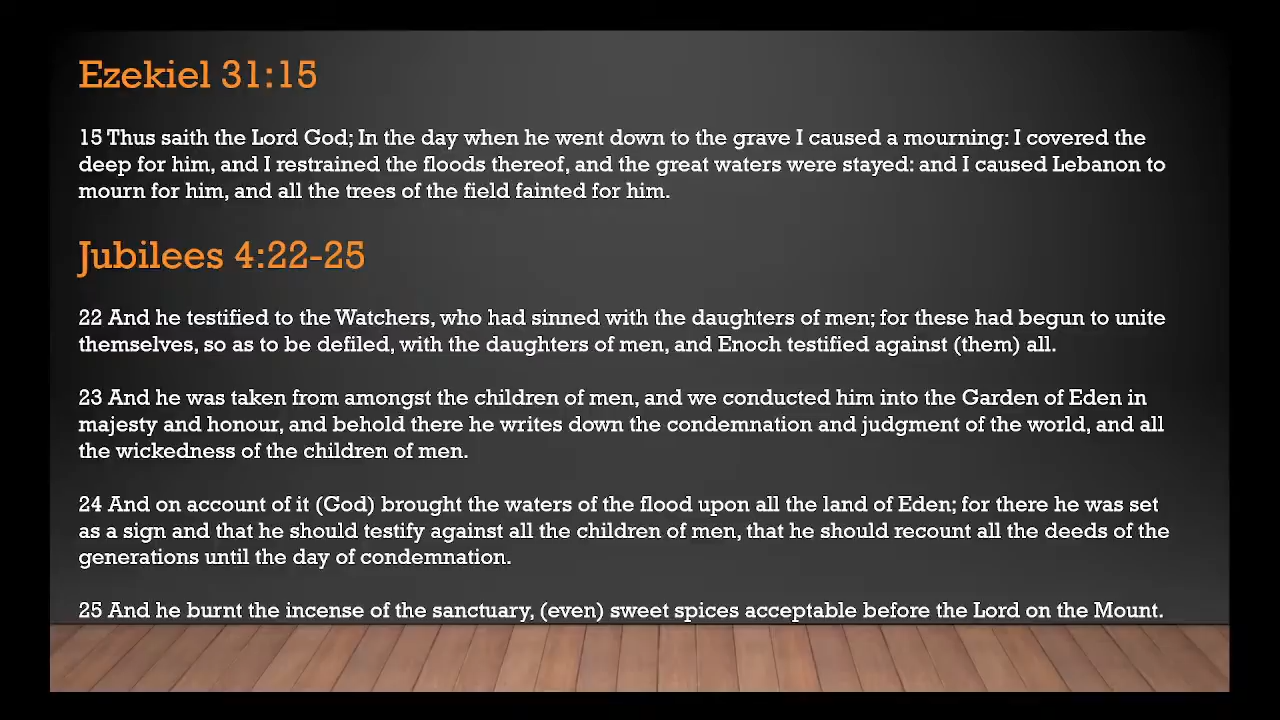 Ezekiel 31:15
15 Thus saith the Lord God; In the day when he went down to the grave I caused a mourning: I covered the
deep for him, and I restrained the floods thereof, and the great waters were stayed: and I caused Lebanon to
mourn for him, and all the trees of the field fainted for him.
Jubilees 4:22-25
22 And he testified to the Watchers, who had sinned with the daughters of men; for these had begun to unite
themselves, so as to be defiled, with the daughters of men, and Enoch testified against (them) all.
23 And he was taken from amongst the children of men, and we conducted him into the Garden of Eden in
majesty and honour, and behold there he writes down the condemnation and judgment of the world, and all
the wickedness of the children of men.
24 And on account of it (God) brought the waters of the flood upon all the land of Eden; for there he was set
as a sign and that he should testify against all the children of men, that he should recount all the deeds of the
generations until the day of condemnation.
25 And he burnt the incense of the sanctuary, (even) sweet spices acceptable before the Lord on the Mount.